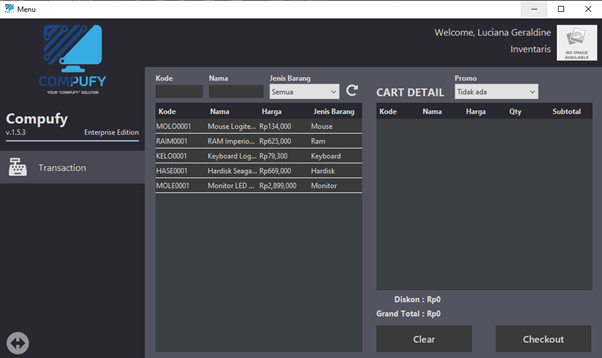 Menu
Welcome, Luciana Geraldine
Inventaris
NO IMAGE
AVAILABLE
COMPUFY
YOUR "COMPUFY" SOLUTION
Compufy
v.1.5.3 Enterprise Edition
Transaction
Kode Nama Jenis Barang
Semua
Kode Nama Harga Jenis Barang
MOLO0001 Mouse Logite... Rp134,000 Mouse
RAIM0001 RAM Imperio... Rp625,000 Ram
KELO0001 Keyboard Log... Rp79,300 Keyboard
HASE0001 Hardisk Seaga... Rp669,000 Hardisk
MOLE0001 Monitor LED ... Rp2,899,000 Monitor
CART DETAIL
Promo
Tidak ada
Kode Nama Harga Qty Subtotal
Diskon : Rp0
Grand Total : Rp0
Clear
Checkout